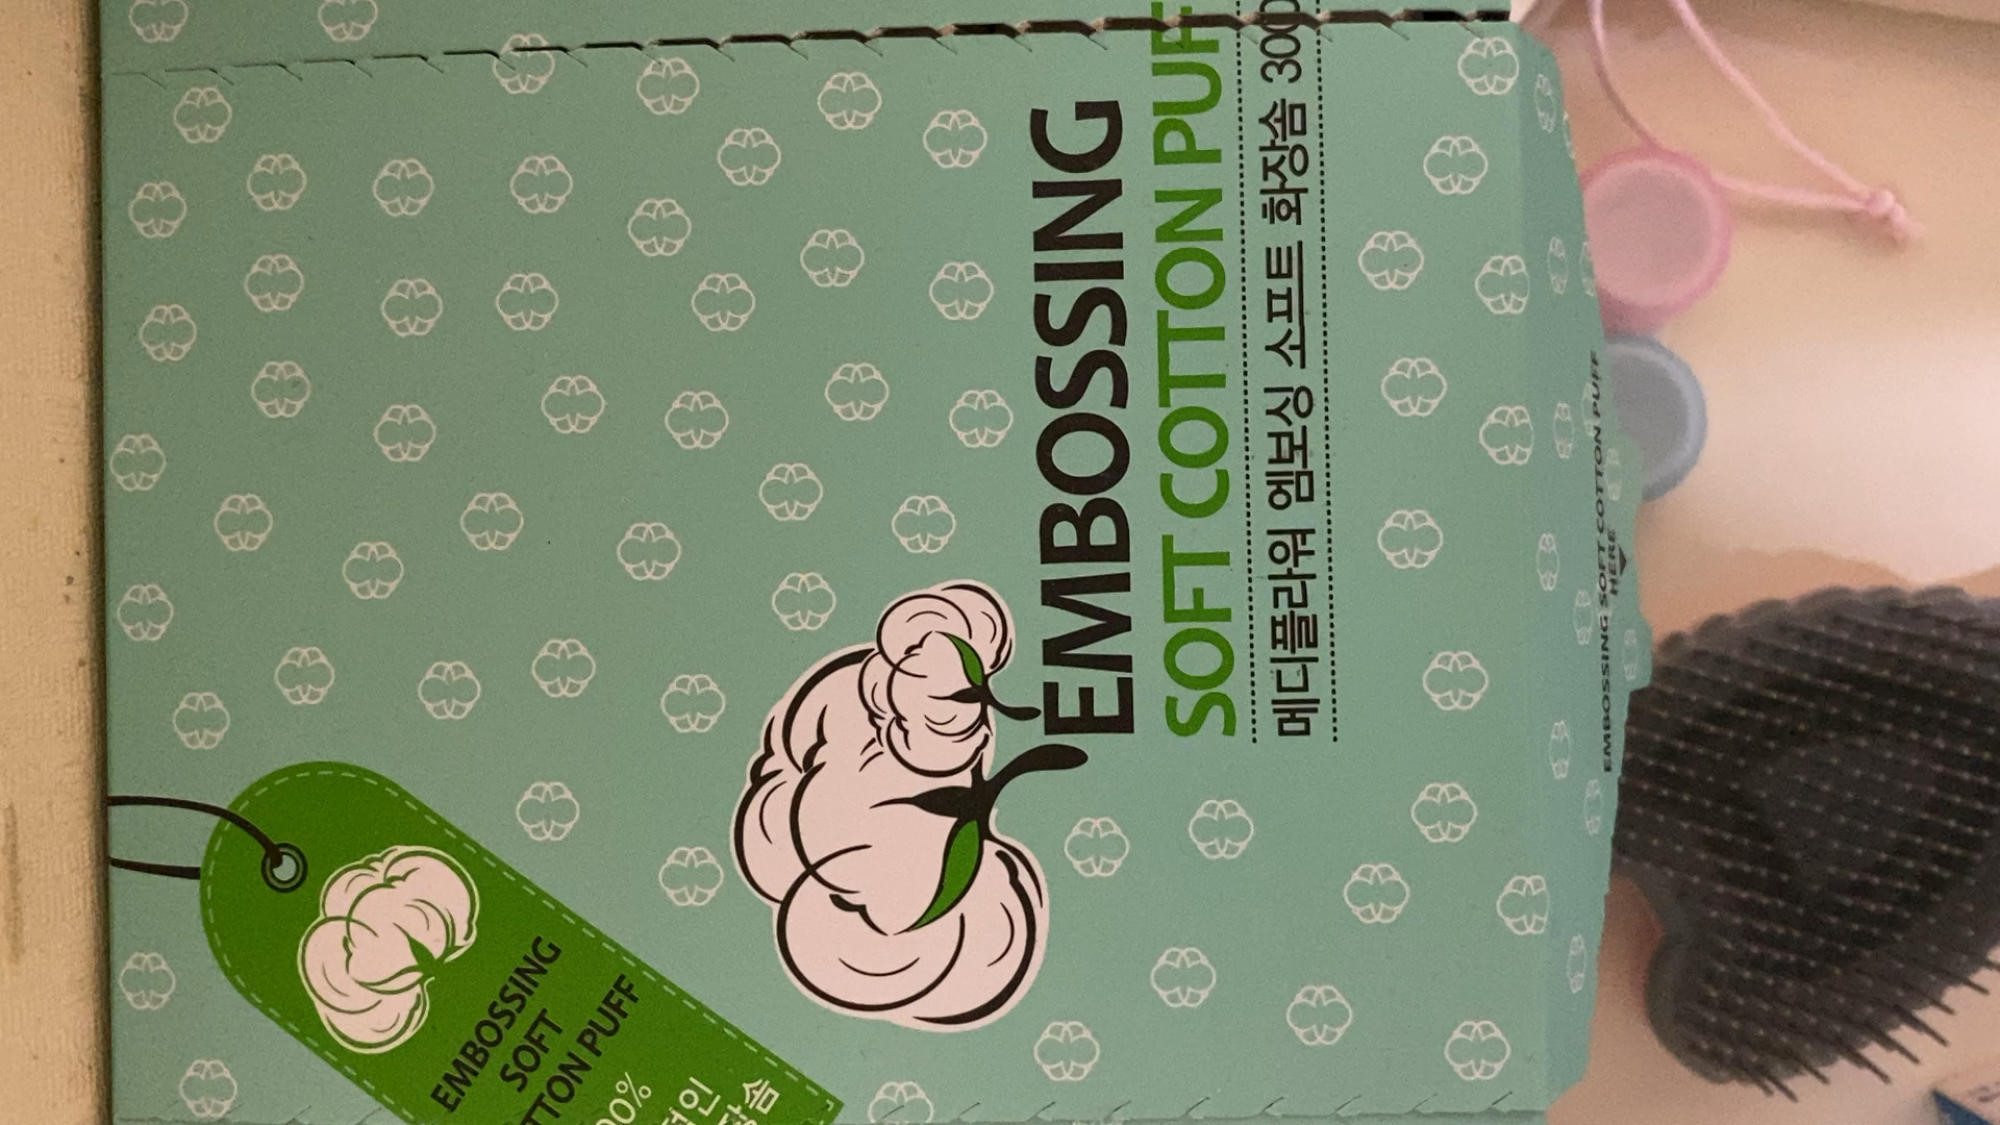 EMBOSSING
SOFT COTTON PUFF
메디플라워 엠보싱 소프트 화장솜 300
EMBOSSING
SOFT
COTTON PUFF
EMBOSSING SOFT COTTON PUFF
HERE